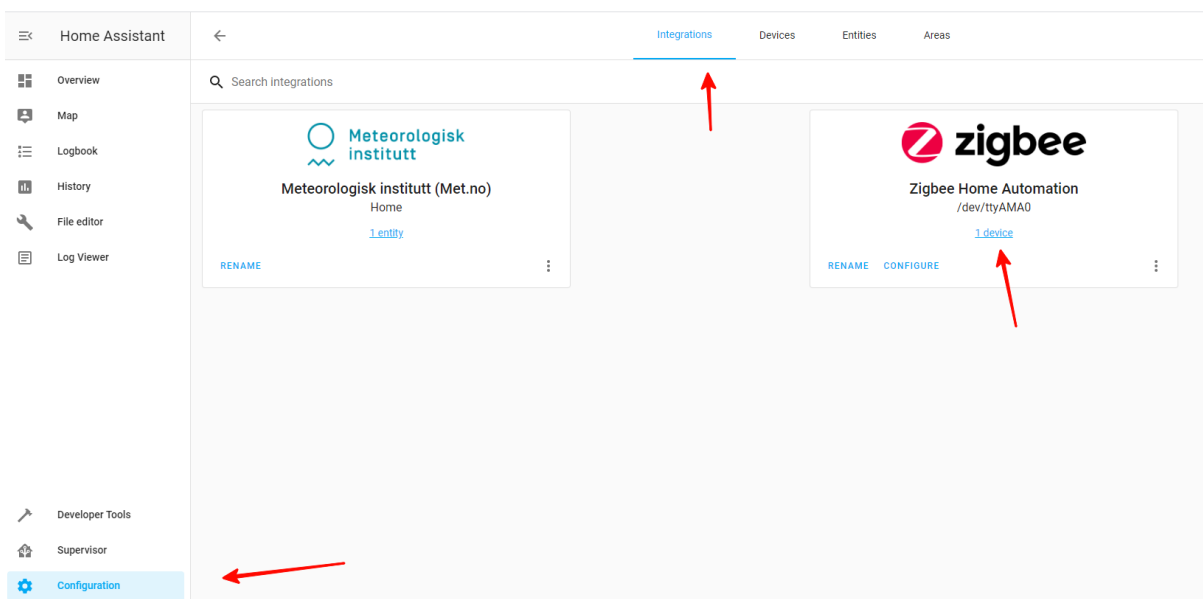 Home Assistant
Integrations
Devices
Entities
Areas
Overview
Map
Logbook
History
File editor
Log Viewer
Developer Tools
Supervisor
Configuration
Search integrations
Meteorologisk
institutt
Meteorologisk institutt (Met.no)
Home
1 entity
RENAME
zigbee
Zigbee Home Automation
/dev/ttyAMA0
1 device
RENAME CONFIGURE